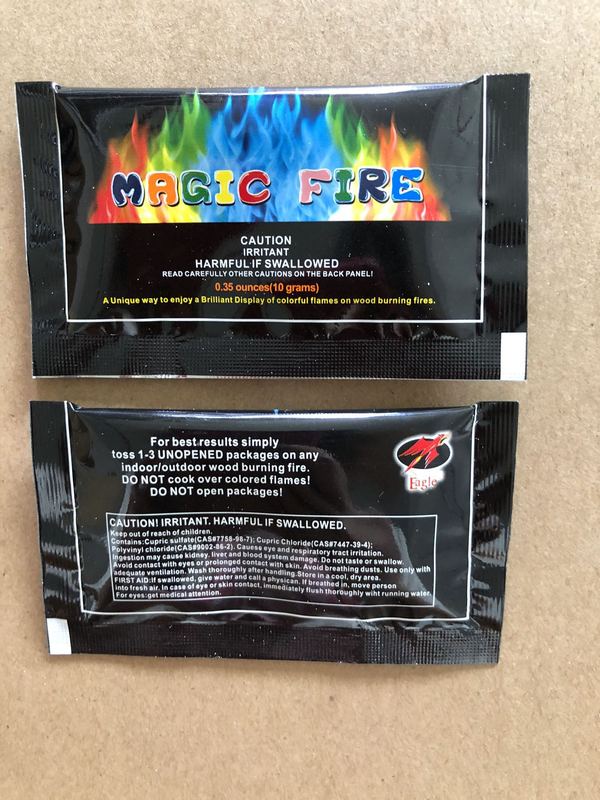 MAGIC FIRE
CAUTION
IRRITANT
HARMFUL IF SWALLOWED
READ CAREFULLY OTHER CAUTIONS ON THE BACK PANEL!
0.35 ounces(10 grams)
A Unique way to enjoy a Brilliant Display of colorful flames on wood burning fires.
For best results simply
toss 1-3 UNOPENED packages on any
indoor/outdoor wood burning fire.
DO NOT cook over colored flames!
DO NOT open packages!
Eagle
CAUTION! IRRITANT. HARMFUL IF SWALLOWED.
Keep out of reach of children.
Contains:Cupric sulfate(CAS#7758-98-7); Cupric Chloride(CAS#7447-39-4);
Polyvinyl chloride(CAS#9002-86-2). Causese eye and respiratory tract irritation.
Ingestion may cause kidney, liver and blood system damage. Do not taste or swallow.
Avoid contact with eyes or prolonged contact with skin. Avoid breathing dusts. Use only with
adequate ventilation. Wash thoroughly after handling.Store in a cool, dry area.
FIRST AID:If swallowed, give water and call a physican. If breathed in, move person
into fresh air. In case of eye or skin contact, immediately flush thoroughly wiht running water.
For eyes:get medical attention.